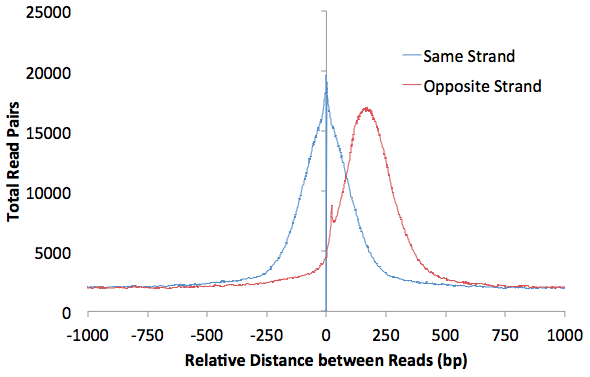 25000
20000
15000
10000
5000
0
Total Read Pairs
Same Strand
Opposite Strand
-1000 -750 -500 -250 0 250 500 750 1000
Relative Distance between Reads (bp)